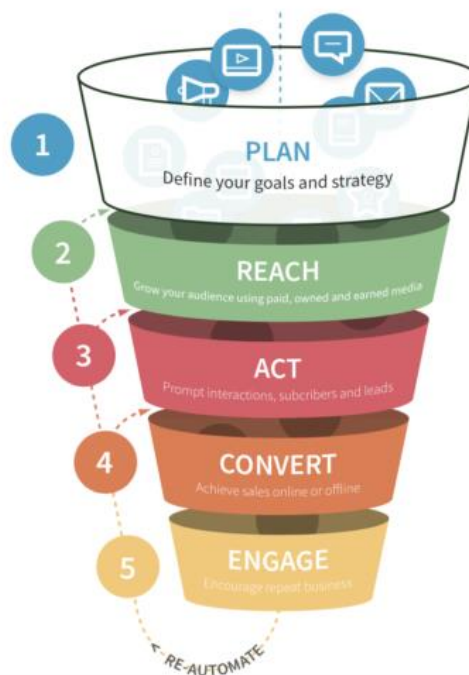 1
PLAN
Define your goals and strategy
2
REACH
Grow your audience using paid, owned and earned media
3
ACT
Prompt interactions, subcribers and leads
4
CONVERT
Achieve sales online or offline
5
ENGAGE
Encourage repeat business
RE-AUTOMATE